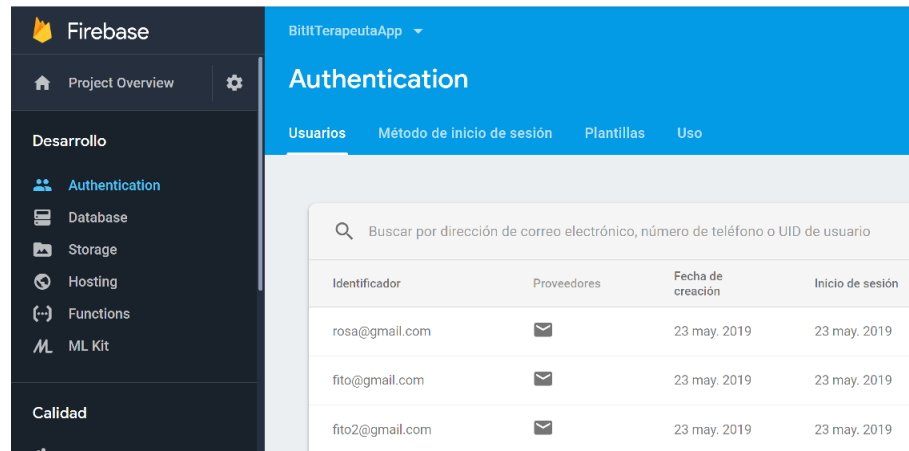 Firebase
Project Overview
Desarrollo
Authentication
Database
Storage
Hosting
Functions
ML Kit
Calidad
BitItTerapeutaApp
Authentication
Usuarios Método de inicio de sesión Plantillas Uso
Buscar por dirección de correo electrónico, número de teléfono o UID de usuario
Identificador Proveedores Fecha de creación Inicio de sesión
rosa@gmail.com 23 may. 2019 23 may. 2019
fito@gmail.com 23 may. 2019 23 may. 2019
fito2@gmail.com 23 may. 2019 23 may. 2019